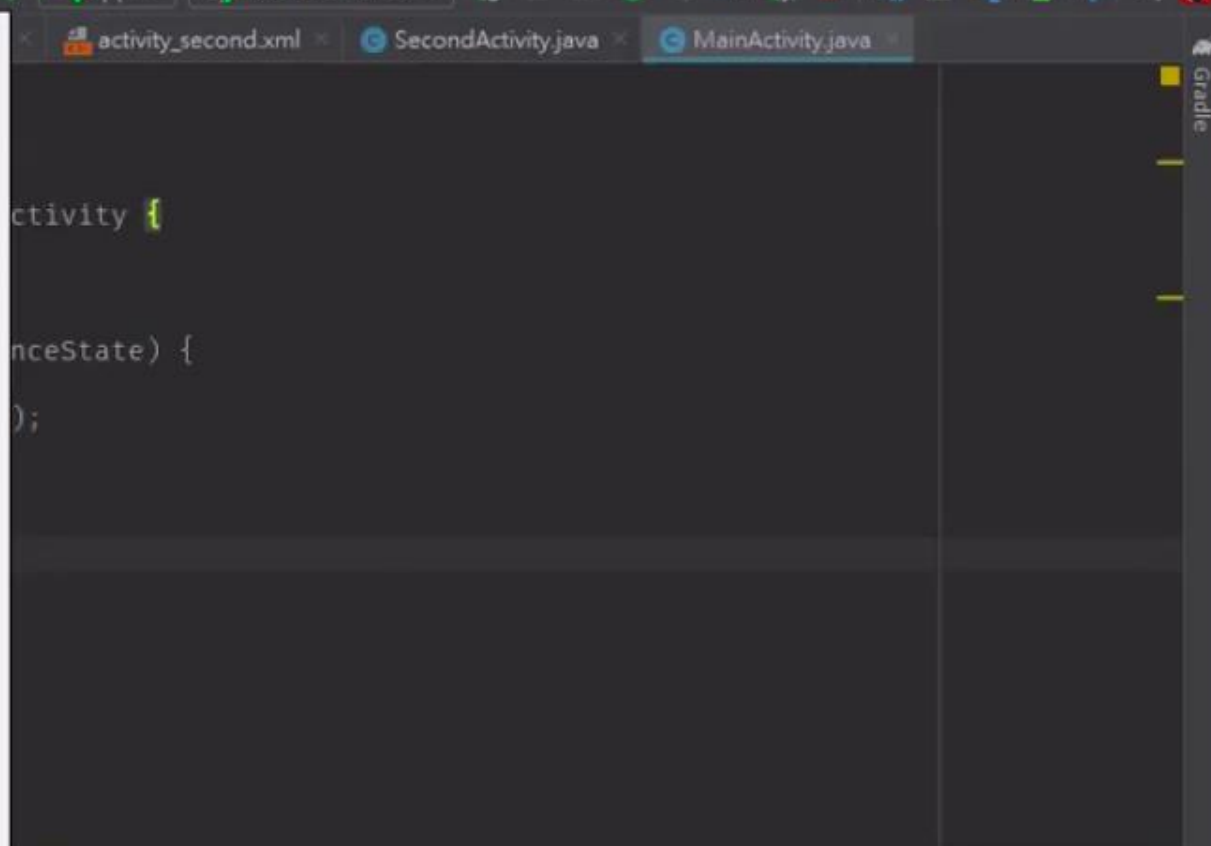 activity_second.xml SecondActivity.java MainActivity.java
Gradle
ctivity {
nceState) {
);